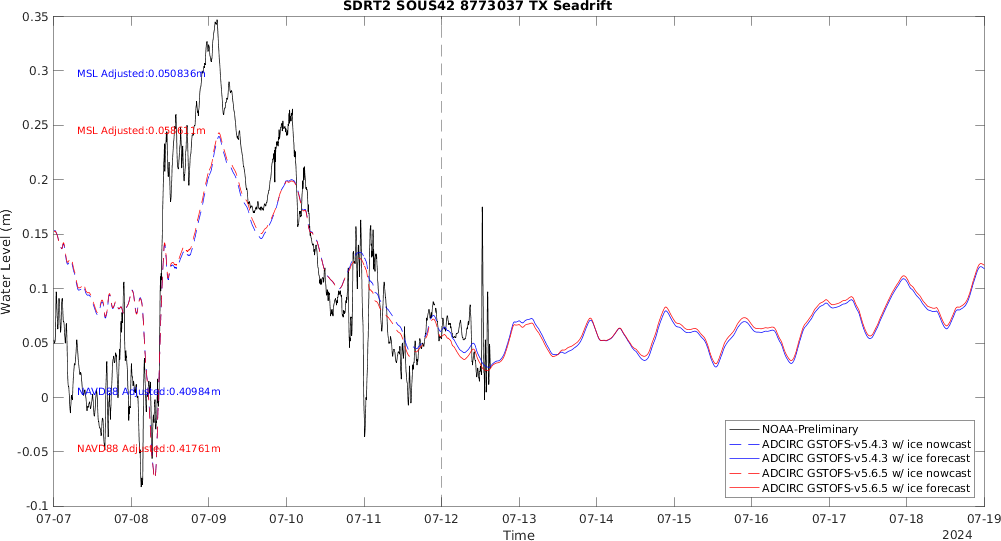 SDRT2 SOUS42 8773037 TX Seadrift
0.35
0.3
0.25
0.2
0.15
0.1
0.05
0
-0.05
-0.1
Water Level (m)
MSL Adjusted:0.050836m
MSL Adjusted:0.058611m
NAVD88 Adjusted:0.40984m
NAVD88 Adjusted:0.41761m
NOAA-Preliminary
ADCIRC GSTOFS-v5.4.3 w/ ice nowcast
ADCIRC GSTOFS-v5.4.3 w/ ice forecast
ADCIRC GSTOFS-v5.6.5 w/ ice nowcast
ADCIRC GSTOFS-v5.6.5 w/ ice forecast
07-07 07-08 07-09 07-10 07-11 07-12 07-13 07-14 07-15 07-16 07-17 07-18 07-19
Time
2024